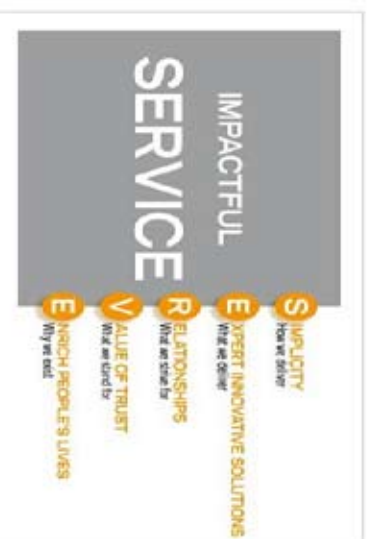 IMPACTFUL
SERVICE
SIMPLICITY
How we deliver
EXPERT INNOVATIVE SOLUTIONS
What we deliver
RELATIONSHIPS
What we strive for
VALUE OF TRUST
What we stand for
ENRICH PEOPLE'S LIVES
Why we exist